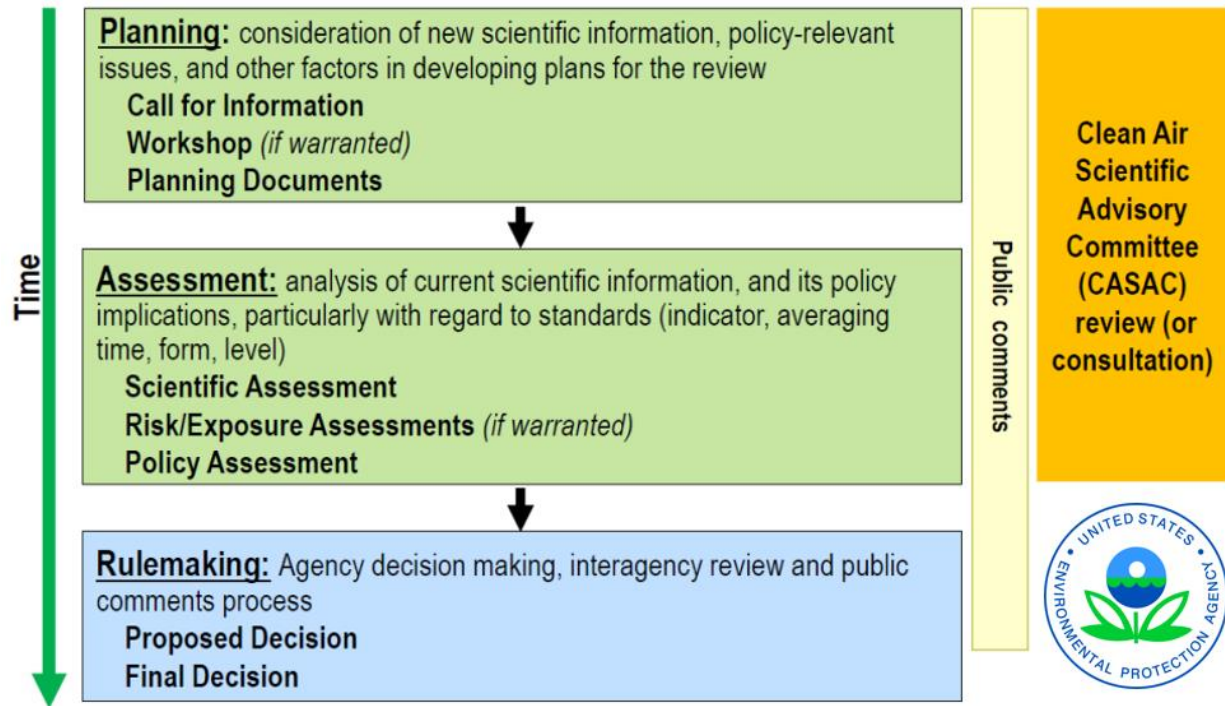 Planning: consideration of new scientific information, policy-relevant
issues, and other factors in developing plans for the review
Call for Information
Workshop (if warranted)
Planning Documents
Assessment: analysis of current scientific information, and its policy
implications, particularly with regard to standards (indicator, averaging
time, form, level)
Scientific Assessment
Risk/Exposure Assessments (if warranted)
Policy Assessment
Rulemaking: Agency decision making, interagency review and public
comments process
Proposed Decision
Final Decision
Time
Public comments
Clean Air
Scientific
Advisory
Committee
(CASAC)
review (or
consultation)
UNITED STATES
ENVIRONMENTAL PROTECTION AGENCY